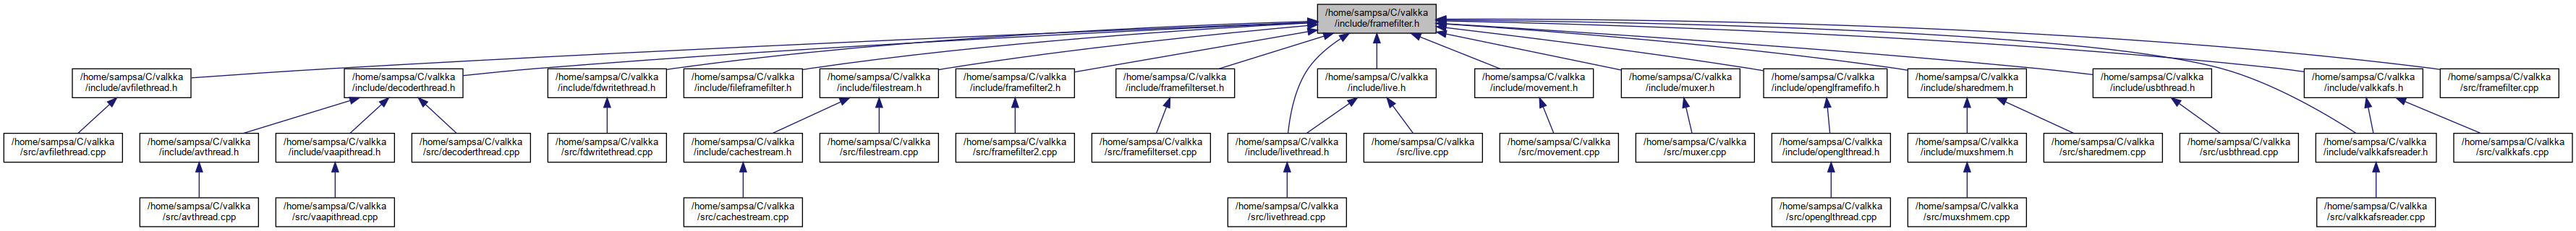 /home/sampsa/C/valkka
/include/framefilter.h
/home/sampsa/C/valkka
/include/avfilethread.h
/home/sampsa/C/valkka
/include/decoderthread.h
/home/sampsa/C/valkka
/include/fdwritethread.h
/home/sampsa/C/valkka
/include/fileframefilter.h
/home/sampsa/C/valkka
/include/filestream.h
/home/sampsa/C/valkka
/include/framefilter2.h
/home/sampsa/C/valkka
/include/framefilterset.h
/home/sampsa/C/valkka
/include/live.h
/home/sampsa/C/valkka
/include/movement.h
/home/sampsa/C/valkka
/include/muxer.h
/home/sampsa/C/valkka
/include/openglframefifo.h
/home/sampsa/C/valkka
/include/sharedmem.h
/home/sampsa/C/valkka
/include/usbthread.h
/home/sampsa/C/valkka
/include/valkkafs.h
/home/sampsa/C/valkka
/src/framefilter.cpp
/home/sampsa/C/valkka
/src/avfilethread.cpp
/home/sampsa/C/valkka
/include/avthread.h
/home/sampsa/C/valkka
/include/vaapithread.h
/home/sampsa/C/valkka
/src/decoderthread.cpp
/home/sampsa/C/valkka
/src/fdwritethread.cpp
/home/sampsa/C/valkka
/include/cachestream.h
/home/sampsa/C/valkka
/src/filestream.cpp
/home/sampsa/C/valkka
/src/framefilter2.cpp
/home/sampsa/C/valkka
/src/framefilterset.cpp
/home/sampsa/C/valkka
/include/livethread.h
/home/sampsa/C/valkka
/src/live.cpp
/home/sampsa/C/valkka
/src/movement.cpp
/home/sampsa/C/valkka
/src/muxer.cpp
/home/sampsa/C/valkka
/include/openglthread.h
/home/sampsa/C/valkka
/include/muxshmem.h
/home/sampsa/C/valkka
/src/sharedmem.cpp
/home/sampsa/C/valkka
/src/usbthread.cpp
/home/sampsa/C/valkka
/include/valkkafsreader.h
/home/sampsa/C/valkka
/src/valkkafs.cpp
/home/sampsa/C/valkka
/src/avthread.cpp
/home/sampsa/C/valkka
/src/vaapithread.cpp
/home/sampsa/C/valkka
/src/cachestream.cpp
/home/sampsa/C/valkka
/src/livethread.cpp
/home/sampsa/C/valkka
/src/openglthread.cpp
/home/sampsa/C/valkka
/src/muxshmem.cpp
/home/sampsa/C/valkka
/src/valkkafsreader.cpp